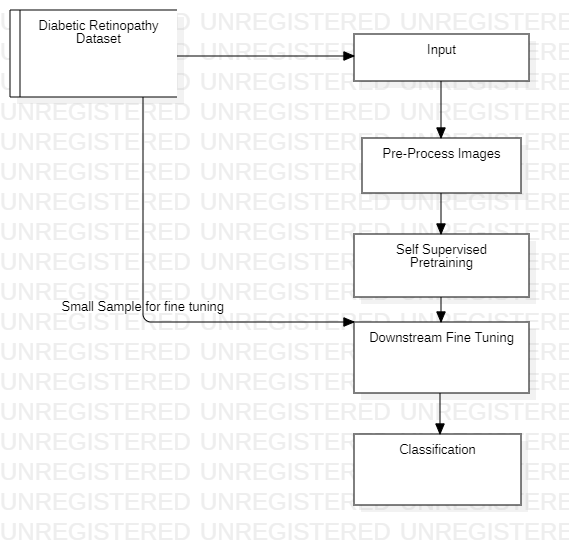 Diabetic Retinopathy
Dataset
Input
Pre-Process Images
Self Supervised
Pretraining
Small Sample for fine tuning
Downstream Fine Tuning
Classification
UNREGISTERED UNREGISTERED UNREGISTERE